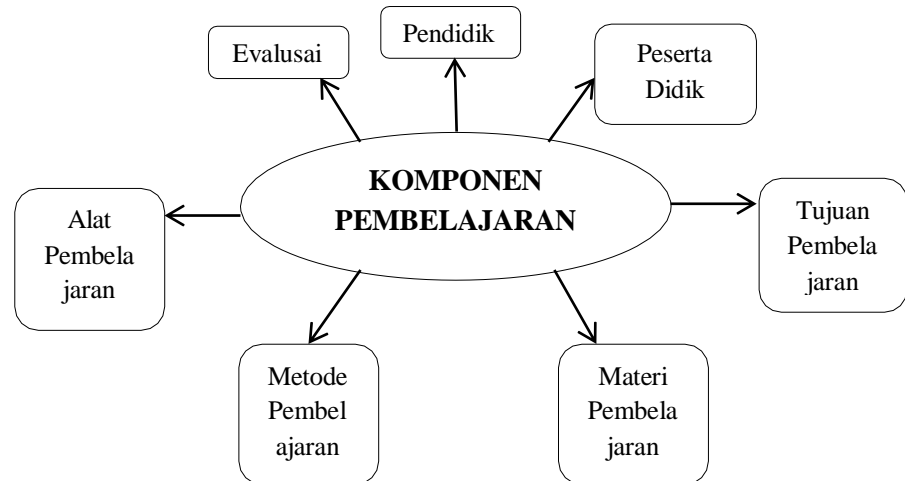 Evalusai
Pendidik
Peserta
Didik
KOMPONEN
PEMBELAJARAN
Alat
Pembela
jaran
Tujuan
Pembela
jaran
Metode
Pembel
ajaran
Materi
Pembela
jaran